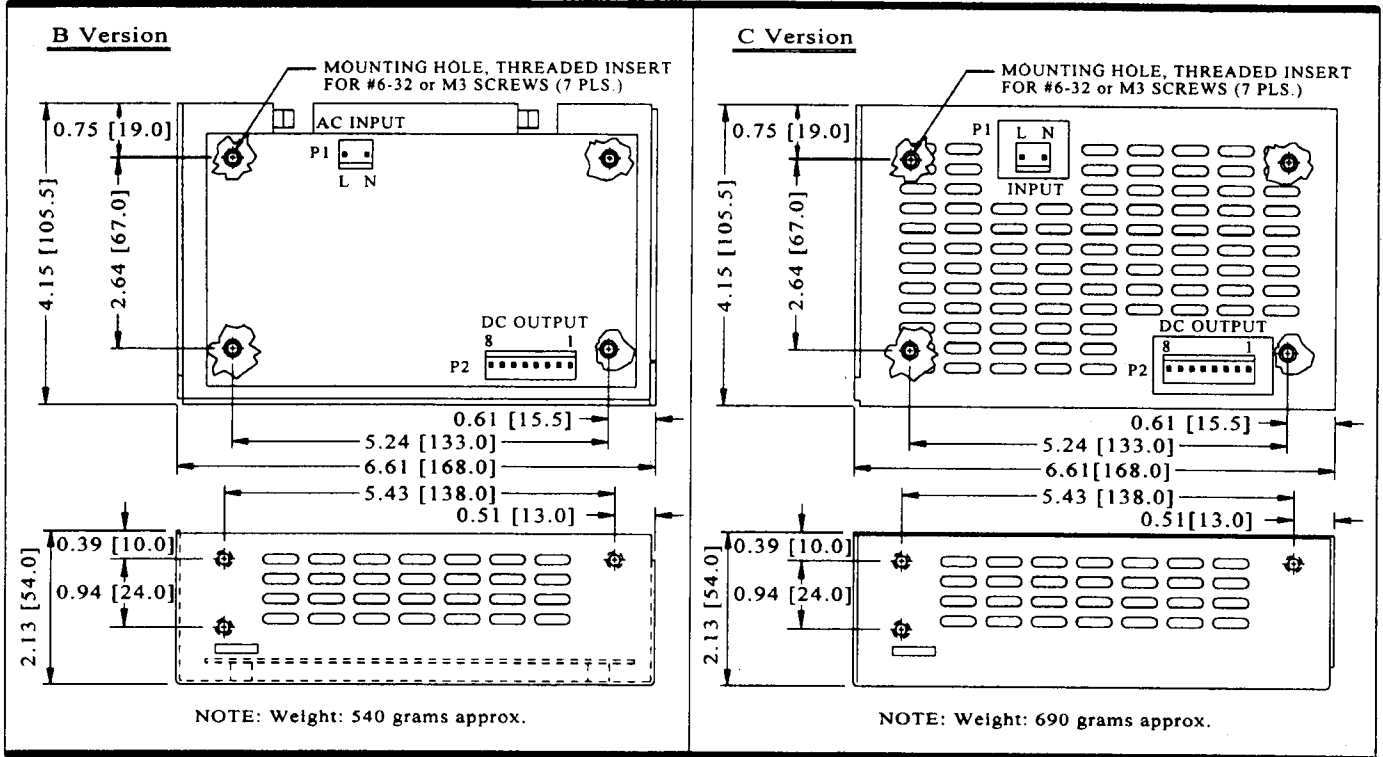 B Version
MOUNTING HOLE, THREADED INSERT
FOR #6-32 or M3 SCREWS (7 PLS.)
0.75 [19.0]
AC INPUT
P1
L N
4.15 [105.5]
2.64 [67.0]
DC OUTPUT
8 1
P2
0.61 [15.5]
5.24 [133.0]
6.61 [168.0]
5.43 [138.0]
0.51 [13.0]
0.39 [10.0]
0.94 [24.0]
2.13 [54.0]
NOTE: Weight: 540 grams approx.
C Version
MOUNTING HOLE, THREADED INSERT
FOR #6-32 or M3 SCREWS (7 PLS.)
0.75 [19.0]
P1 L N
INPUT
4.15 [105.5]
2.64 [67.0]
DC OUTPUT
8 1
P2
0.61 [15.5]
5.24 [133.0]
6.61[168.0]
5.43 [138.0]
0.51[13.0]
0.39 [10.0]
0.94 [24.0]
2.13 [54.0]
NOTE: Weight: 690 grams approx.